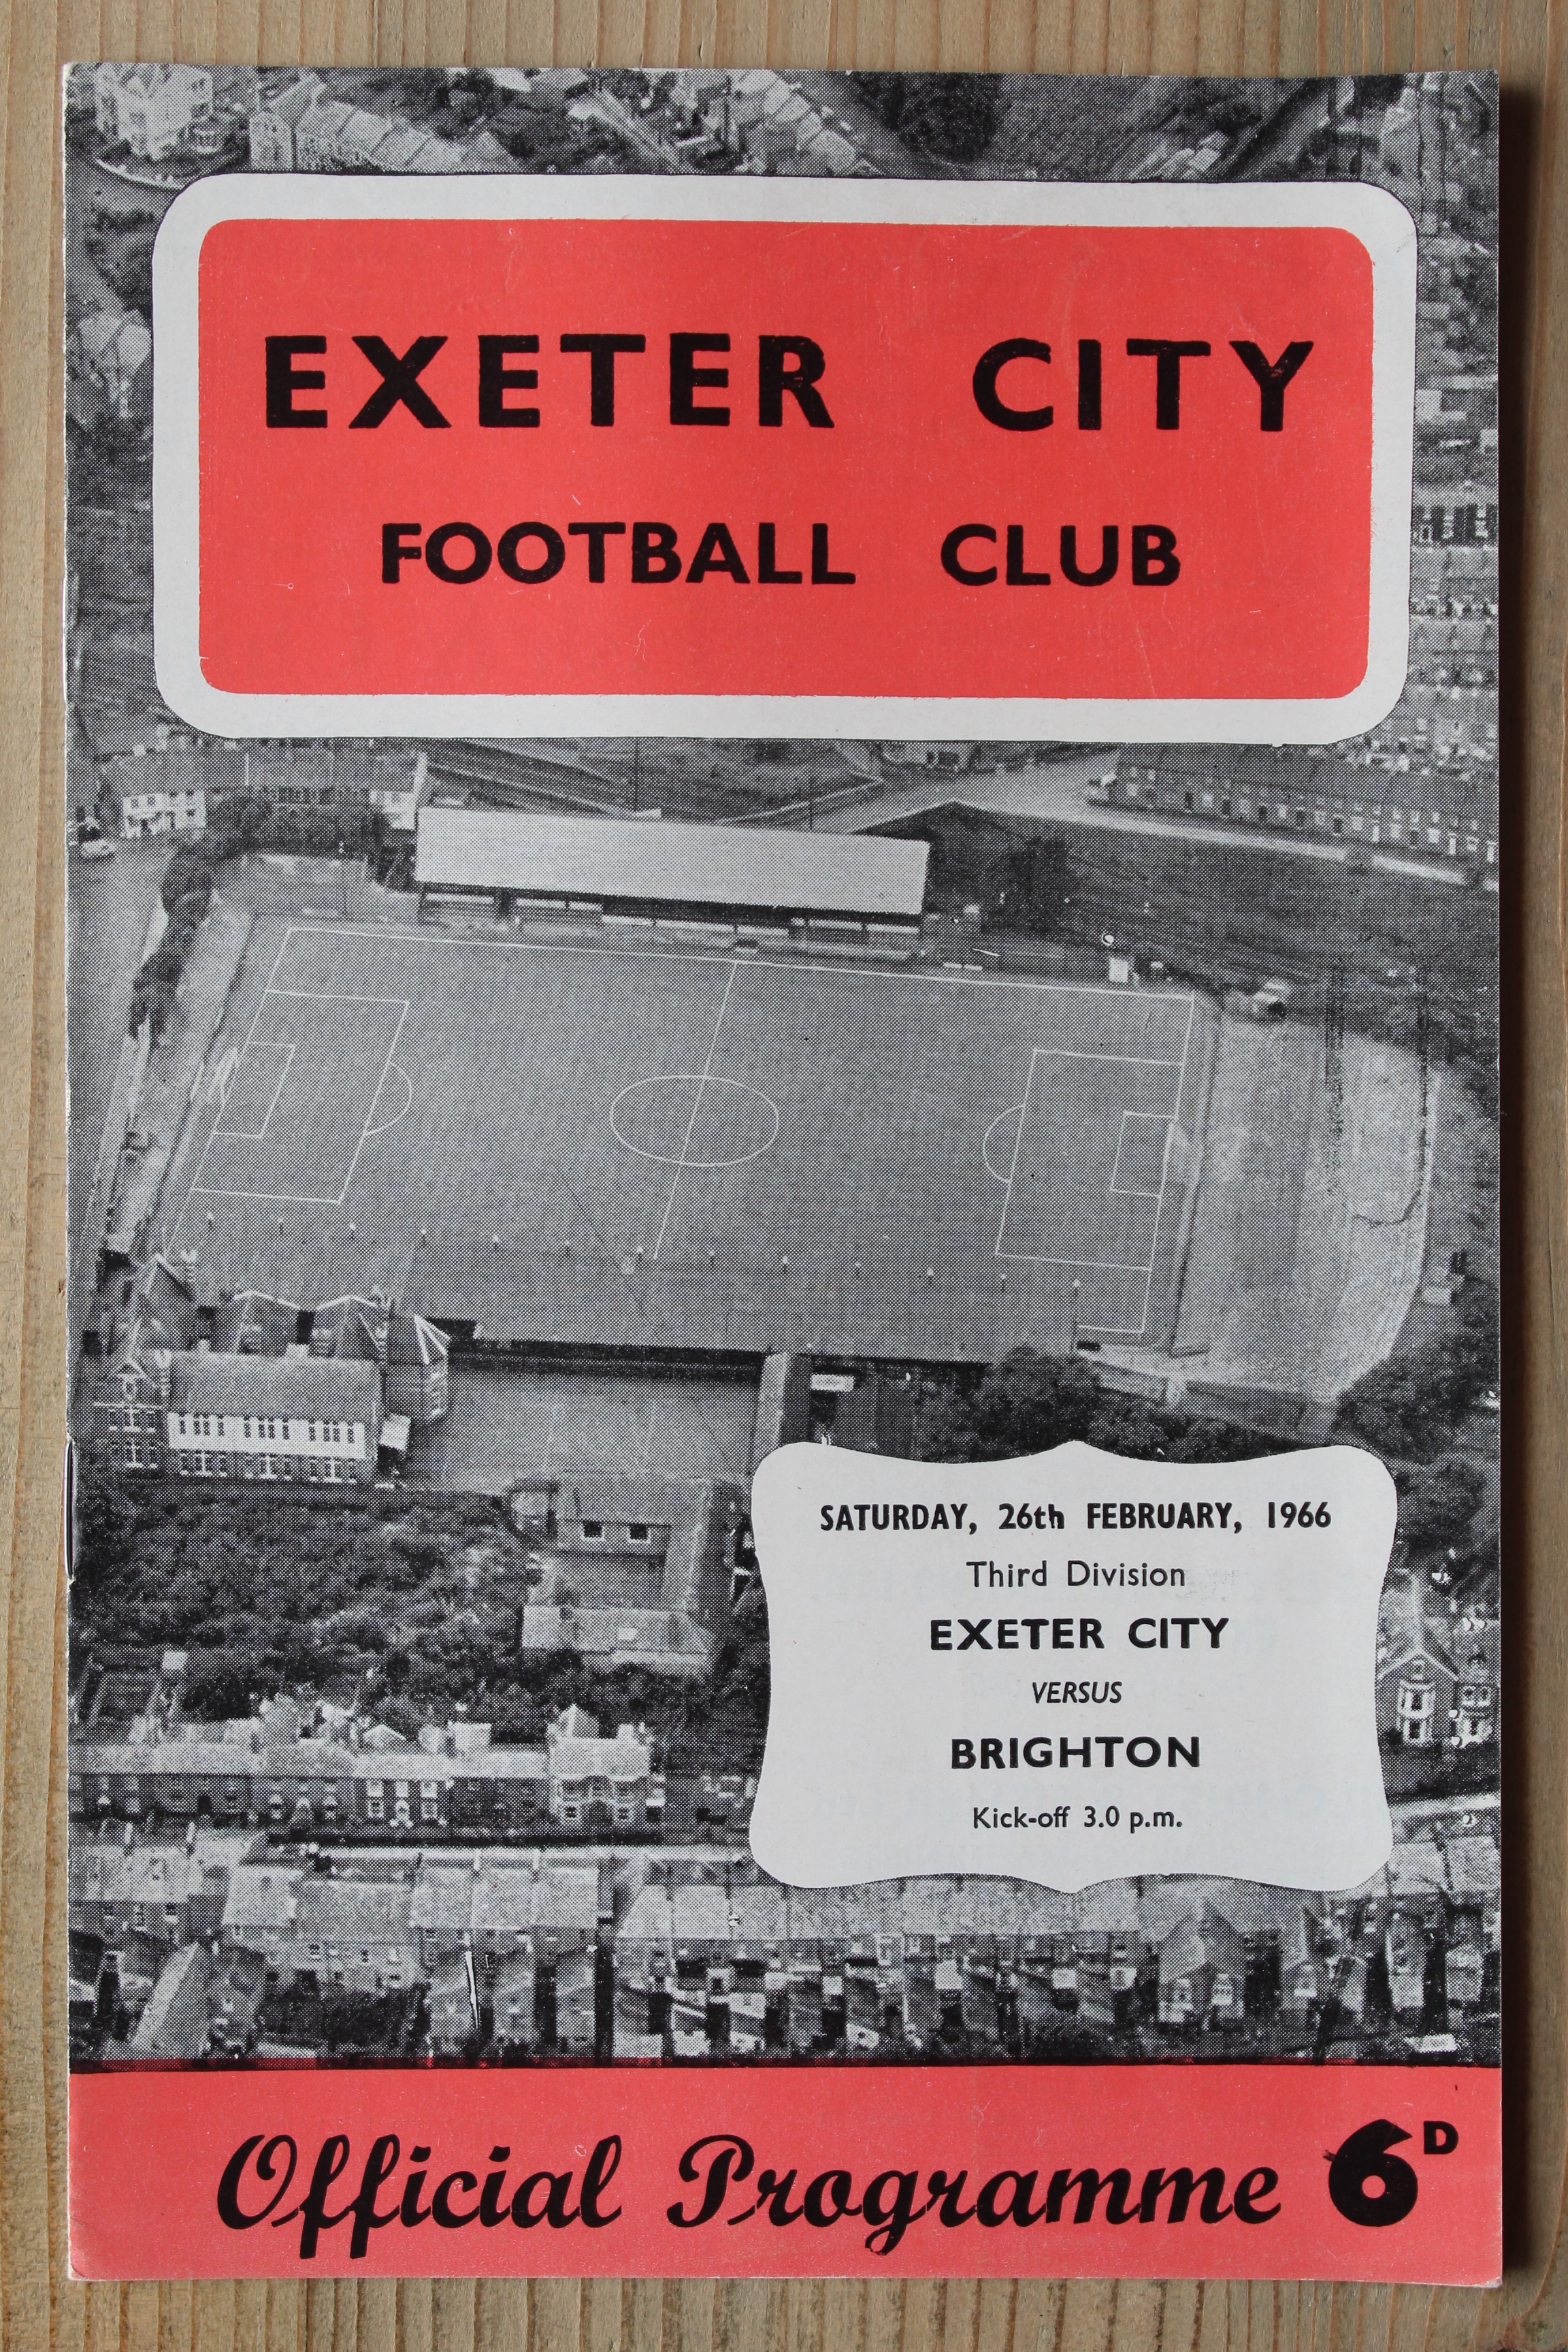 EXETER CITY
FOOTBALL CLUB
SATURDAY, 26th FEBRUARY, 1966
Third Division
EXETER CITY
VERSUS
BRIGHTON
Kick-off 3.0 p.m.
Official Programme 6D